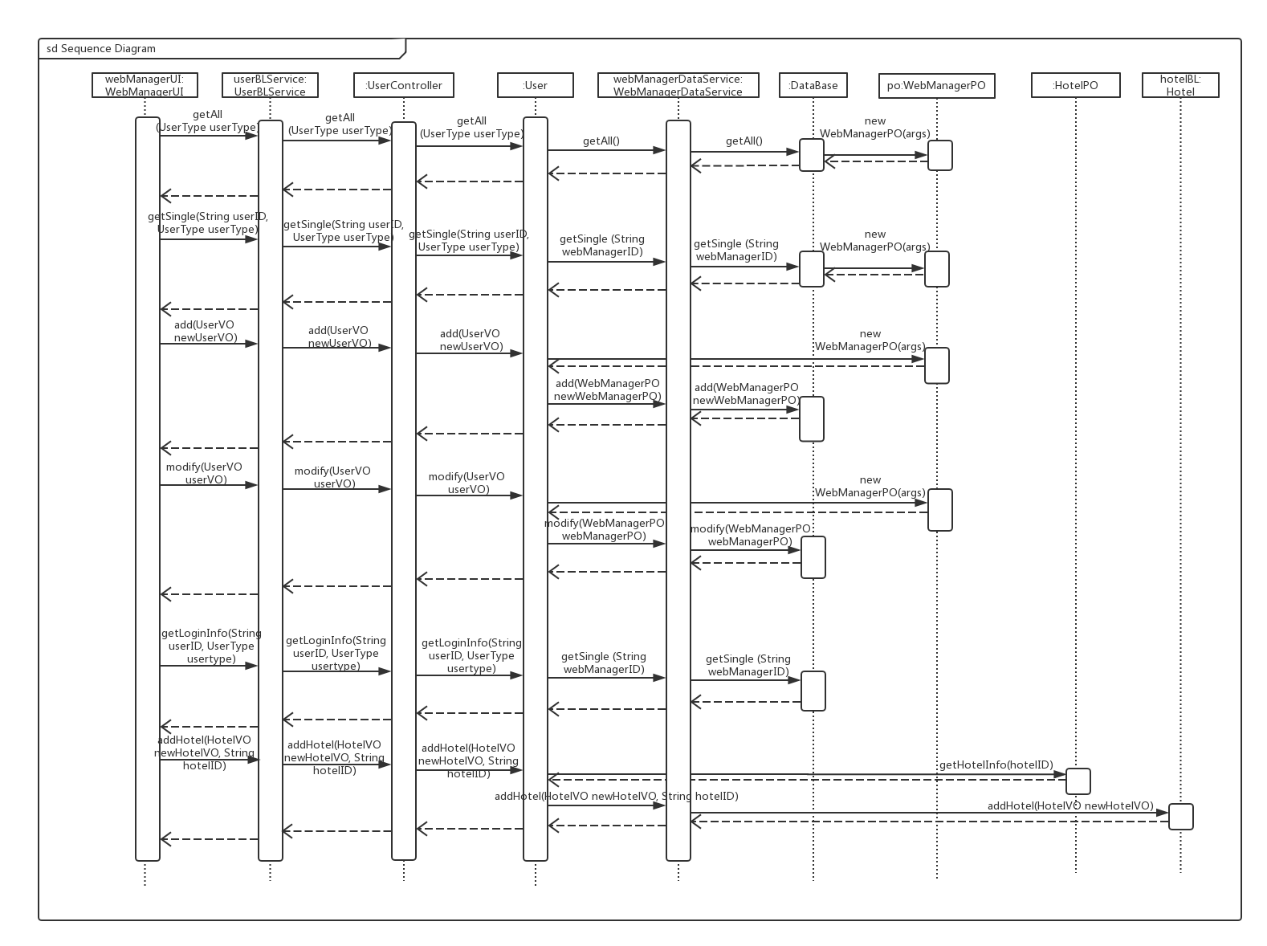 sd Sequence Diagram
webManagerUI:
WebManagerUI
userBLService:
UserBLService
:UserController
:User
webManagerDataService:
WebManagerDataService
:DataBase
po:WebManagerPO
:HotelPO
hotelBL:
Hotel
getAll
(UserType userType)
getAll
(UserType userType)
getAll
(UserType userType)
getAll()
getAll()
new
WebManagerPO(args)
getSingle(String userID,
UserType userType)
getSingle(String userID,
UserType userType)
getSingle(String userID,
UserType userType)
getSingle (String
webManagerID)
getSingle (String
webManagerID)
new
WebManagerPO(args)
add(UserVO
newUserVO)
add(UserVO
newUserVO)
add(UserVO
newUserVO)
new
WebManagerPO(args)
add(WebManagerPO
newWebManagerPO)
add(WebManagerPO
newWebManagerPO)
modify(UserVO
userVO)
modify(UserVO
userVO)
modify(UserVO
userVO)
new
WebManagerPO(args)
modify(WebManagerPO
webManagerPO)
modify(WebManagerPO
webManagerPO)
getLoginInfo(String
userID, UserType
usertype)
getLoginInfo(String
userID, UserType
usertype)
getLoginInfo(String
userID, UserType
usertype)
getSingle (String
webManagerID)
getSingle (String
webManagerID)
addHotel(HotelVO
newHotelVO, String
hotelID)
addHotel(HotelVO
newHotelVO, String
hotelID)
addHotel(HotelVO
newHotelVO, String
hotelID)
getHotelInfo(hotelID)
addHotel(HotelVO newHotelVO, String hotelID)
addHotel(HotelVO newHotelVO)